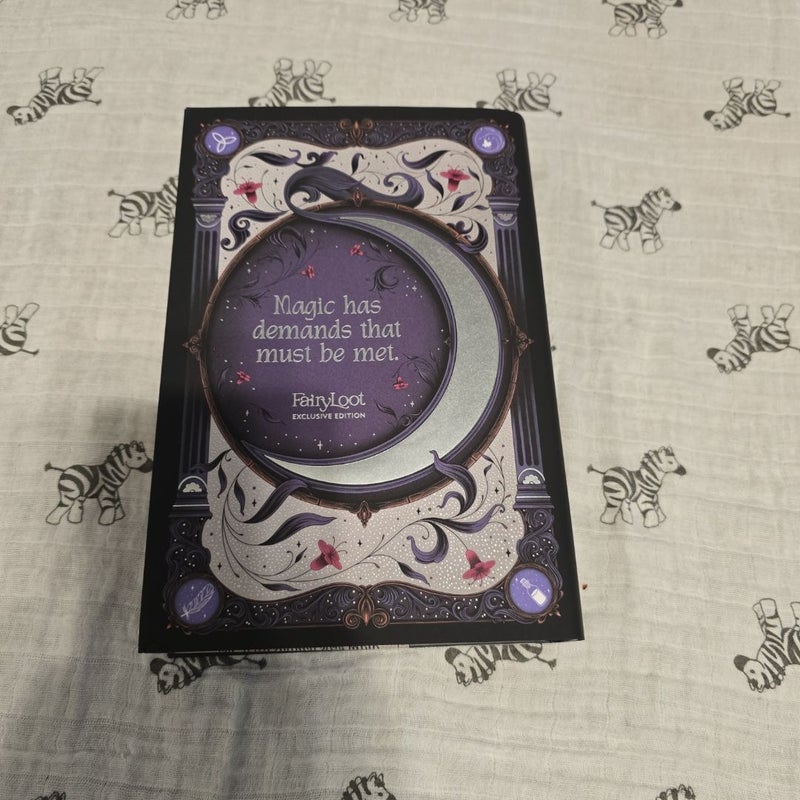 Magic has
demands that
must be met.
FairyLoot
EXCLUSIVE EDITION